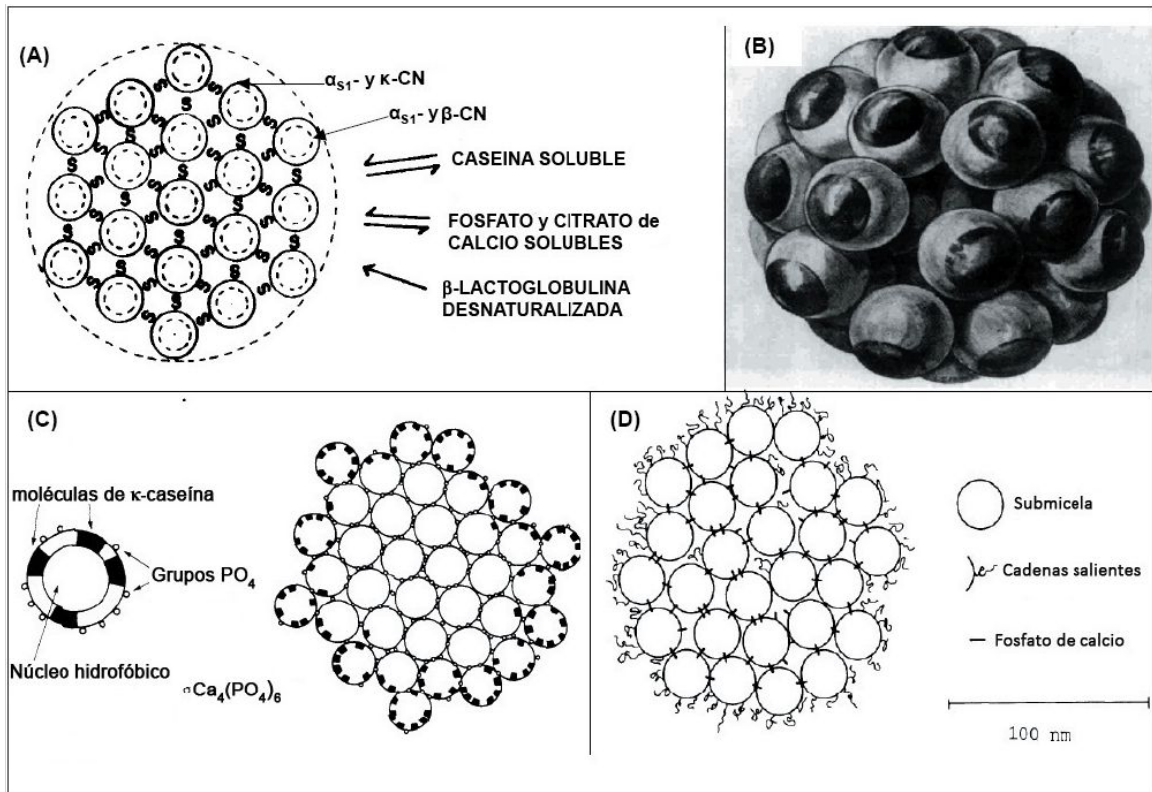 (A)
αS1- y κ-CN
αS1- y β-CN
CASEINA SOLUBLE
FOSFATO y CITRATO de
CALCIO SOLUBLES
β-LACTOGLOBULINA
DESNATURALIZADA
S S S S S S S S S S S S S S S S S S S S S S S S S S S S S S S S S S S S S S S S S S
(B)
(C)
moléculas de κ-caseína
Grupos PO4
Núcleo hidrofóbico
Ca4(PO4)6
(D)
Submicela
Cadenas salientes
Fosfato de calcio
100 nm